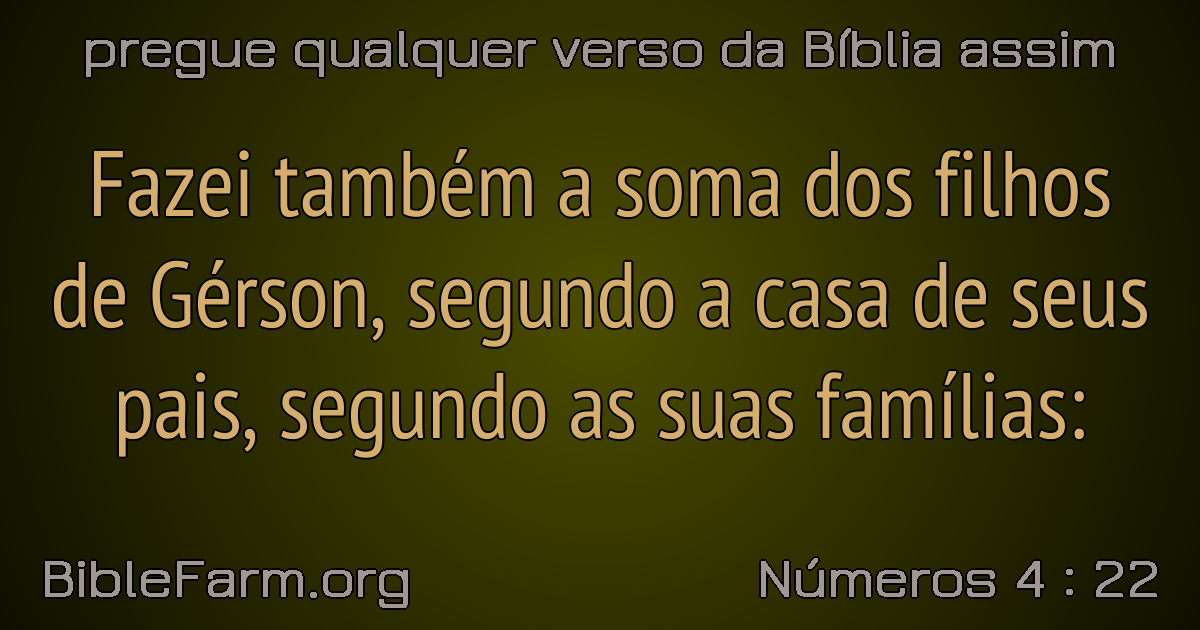 pregue qualquer verso da Bíblia assim
Fazei também a soma dos filhos
de Gérson, segundo a casa de seus
pais, segundo as suas famílias:
BibleFarm.org
Números 4 : 22